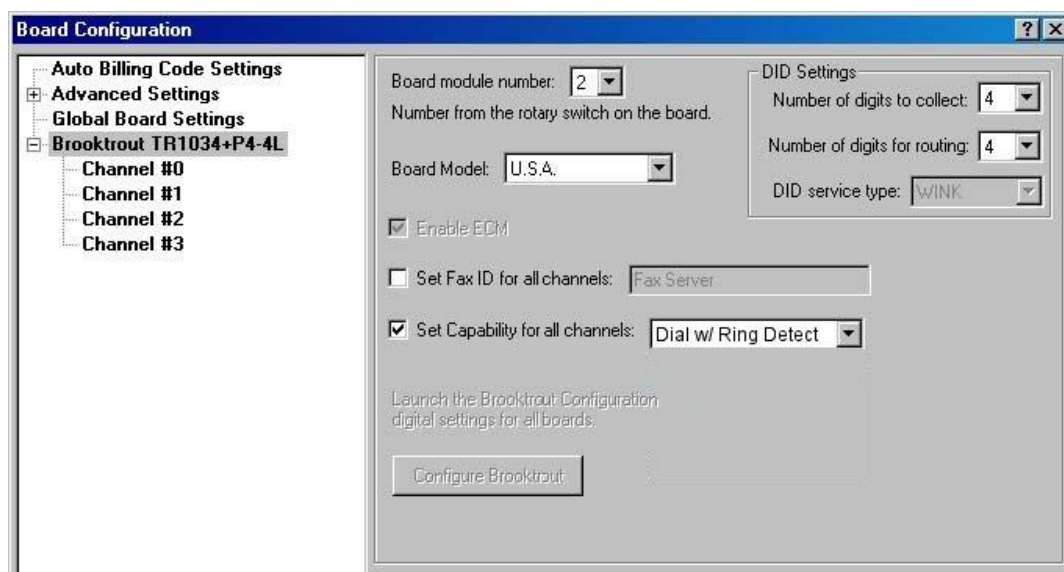 Board Configuration
Auto Billing Code Settings
Advanced Settings
Global Board Settings
Brooktrout TR1034+P4-4L
Channel #0
Channel #1
Channel #2
Channel #3
Board module number: 2
Number from the rotary switch on the board.
Board Model: U.S.A.
Enable ECM
Set Fax ID for all channels: Fax Server
Set Capability for all channels: Dial w/ Ring Detect
Launch the Brooktrout Configuration
digital settings for all boards.
Configure Brooktrout
DID Settings
Number of digits to collect: 4
Number of digits for routing: 4
DID service type: WINK